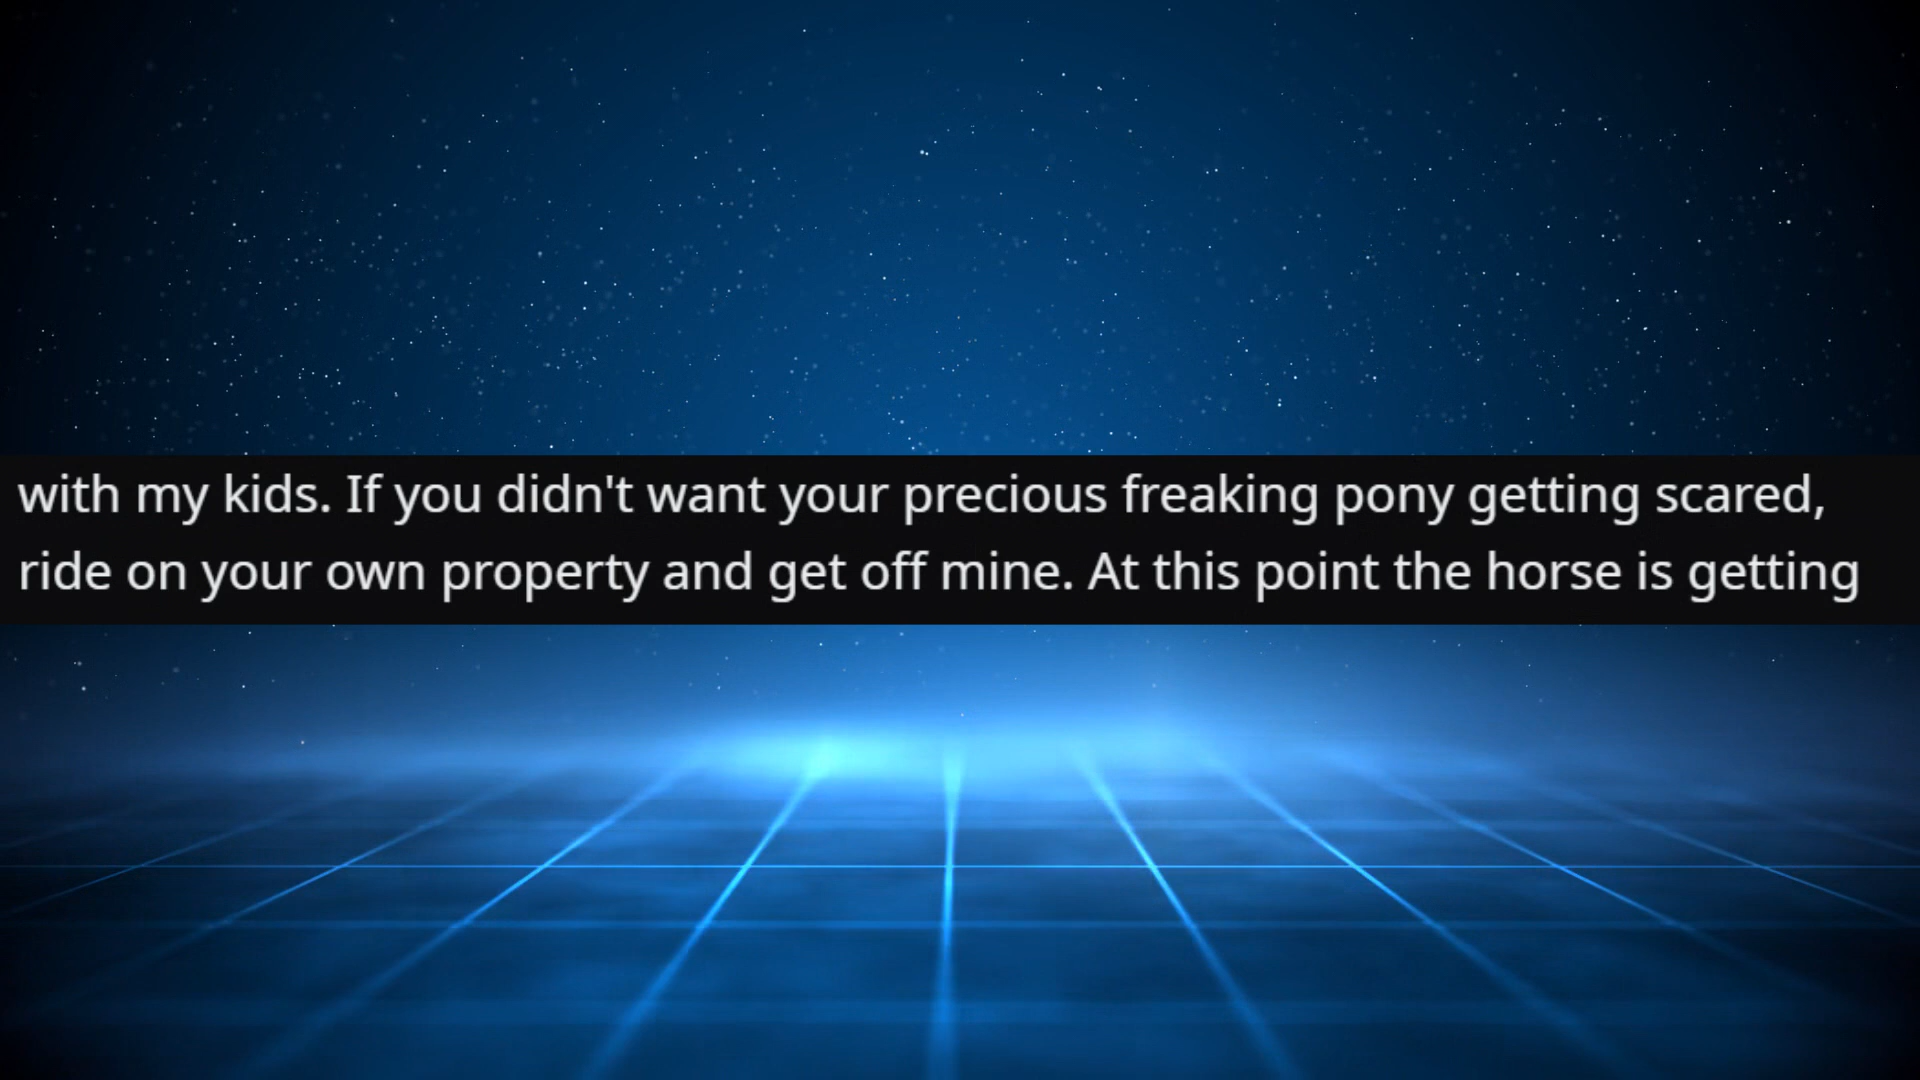 with my kids. If you didn't want your precious freaking pony getting scared,
ride on your own property and get off mine. At this point the horse is getting